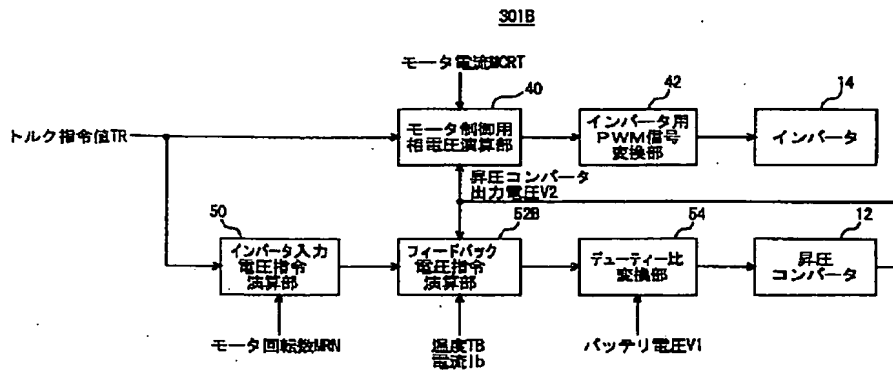 301B
モータ電流MCRT
40
42
14
トルク指令値TR
モータ制御用
相電圧演算部
インバータ用
PWM信号
変換部
インバータ
昇圧コンバータ
出力電圧V2
50
52B
54
12
インバータ入力
電圧指令
演算部
フィードバック
電圧指令
演算部
デューティー比
変換部
昇圧
コンバータ
モータ回転数MRN
温度TB
電流Ib
バッテリ電圧V1